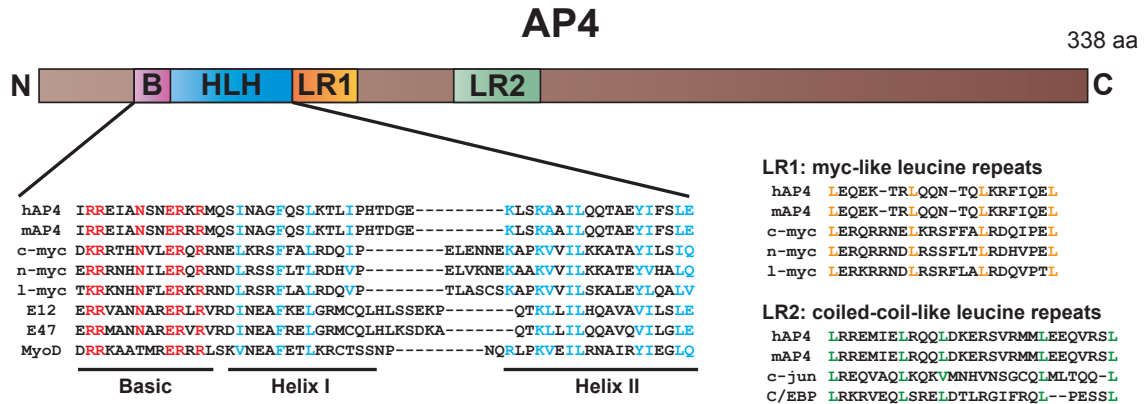 AP4
338 aa
N B HLH LR1 LR2 C
hAP4 IRREIANSNERKRMQSINAGFQSLKTLIPHTDGE---------KLSKAAILQQTAEYIFSLE
mAP4 IRREIANSNERRRMQSINAGFQSLKTLIPHTDGE---------KLSKAAILQQTAEYIFSLE
c-myc DKRRTHNVLERQRRNELKRSFFALRDQIP--------ELENNEKAPKVVILKKATAYILSIQ
n-myc ERRRNHNILERQRRNDLRSSFLTLRDHVP--------ELVKNEKAAKVVILKKATEYVHALQ
l-myc TKRKNHNFLERKRRNDLRSRFLALRDQVP--------TLASCSKAPKVVILSKALEYLQALV
E12 ERRVANNARERLRVRDINEAFKELGRMCQLHLSSEKP-------QTKLLILHQAVAVILSLE
E47 ERRMANNARERVRVRDINEAFRELGRMCQLHLKSDKA-------QTKLLILQQAVQVILGLE
MyoD DRRKAATMRERRRLSKVNEAFETLKRCTSSNP---------NQRLPKVEILRNAIRYIEGLQ
Basic Helix I Helix II
LR1: myc-like leucine repeats
hAP4 LEQEK-TRLQQN-TQLKRFIQEL
mAP4 LEQEK-TRLQQN-TQLKRFIQEL
c-myc LERQRRNELKRSFFALRDQIPEL
n-myc LERQRRNDLRSSFLTLRDHVPEL
l-myc LERKRRNDLRSRFLALRDQVPTL
LR2: coiled-coil-like leucine repeats
hAP4 LRREMIELRQQLDKERSVRMMLEEQVRSL
mAP4 LRREMIELRQQLDKERSVRMMLEEQVRSL
c-jun LREQVAQLKQKVMNHVNSGCQLMLTQQ-L
C/EBP LRKRVEQLSRELDTLRGIFRQL--PESSL